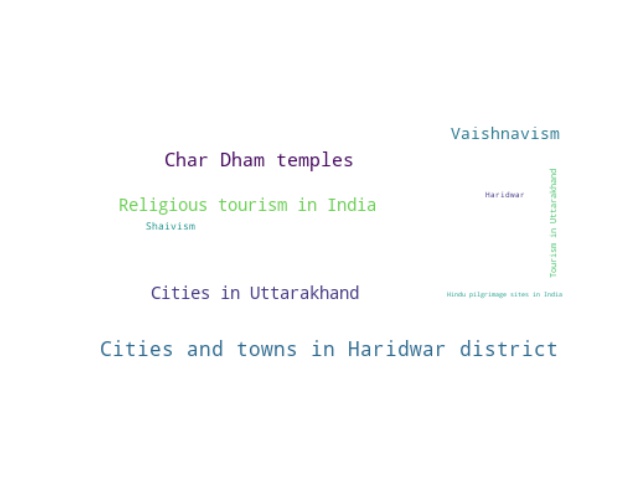 Vaishnavism
Char Dham temples
Haridwar
Religious tourism in India
Tourism in Uttarakhand
Shaivism
Cities in Uttarakhand
Hindu pilgrimage sites in India
Cities and towns in Haridwar district